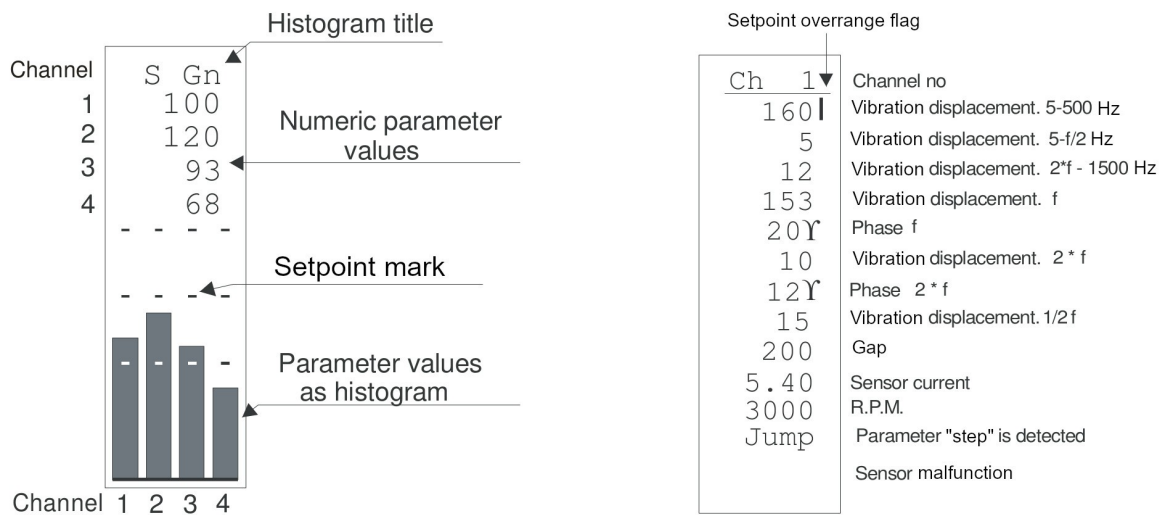 Histogram title
Channel
S Gn
1 100
2 120
3 93
4 68
Numeric parameter
values
Setpoint mark
Parameter values
as histogram
Channel 1 2 3 4
Setpoint overrange flag
Ch 1 Channel no
160 Vibration displacement. 5-500 Hz
5 Vibration displacement. 5-f/2 Hz
12 Vibration displacement. 2*f - 1500 Hz
153 Vibration displacement. f
20ϒ Phase f
10 Vibration displacement. 2 * f
12ϒ Phase 2 * f
15 Vibration displacement. 1/2 f
200 Gap
5.40 Sensor current
3000 R.P.M.
Jump Parameter "step" is detected
Sensor malfunction